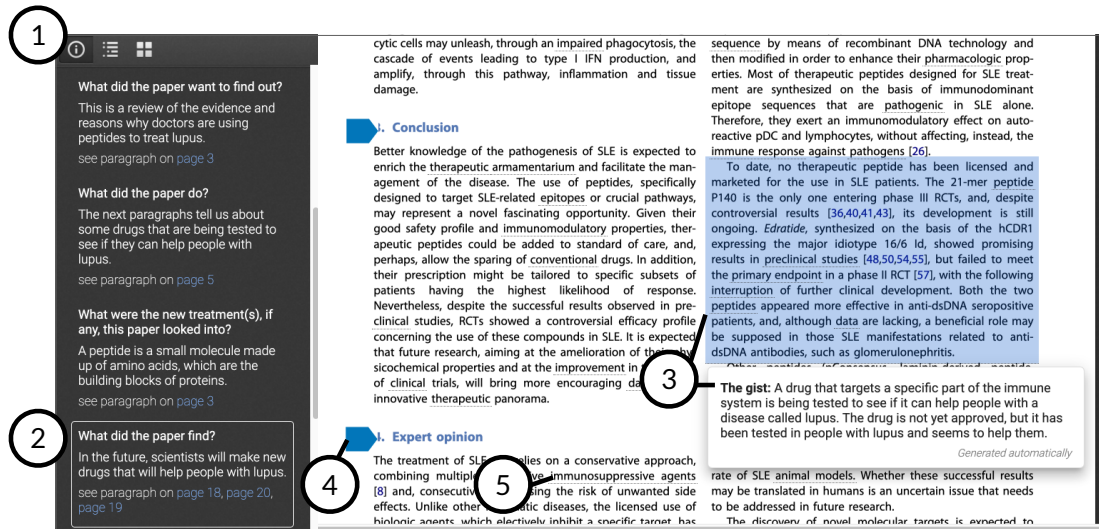 1
What did the paper want to find out?
This is a review of the evidence and
reasons why doctors are using
peptides to treat lupus.
see paragraph on page 3
What did the paper do?
The next paragraphs tell us about
some drugs that are being tested to
see if they can help people with
lupus.
see paragraph on page 5
What were the new treatment(s), if
any, this paper looked into?
A peptide is a small molecule made
up of amino acids, which are the
building blocks of proteins.
see paragraph on page 3
2
What did the paper find?
In the future, scientists will make new
drugs that will help people with lupus.
see paragraph on page 18, page 20,
page 19
cytic cells may unleash, through an impaired phagocytosis, the
cascade of events leading to type I IFN production, and
amplify, through this pathway, inflammation and tissue
damage.
. Conclusion
Better knowledge of the pathogenesis of SLE is expected to
enrich the therapeutic armamentarium and facilitate the man-
agement of the disease. The use of peptides, specifically
designed to target SLE-related epitopes or crucial pathways,
may represent a novel fascinating opportunity. Given their
good safety profile and immunomodulatory properties, ther-
apeutic peptides could be added to standard of care, and,
perhaps, allow the sparing of conventional drugs. In addition,
their prescription might be tailored to specific subsets of
patients having the highest likelihood of response.
Nevertheless, despite the successful results observed in pre-
clinical studies, RCTs showed a controversial efficacy profile
concerning the use of these compounds in SLE. It is expected
that future research, aiming at the amelioration of the
sicochemical properties and at the improvement in
of clinical trials, will bring more encouraging
innovative therapeutic panorama.
4
. Expert opinion
The treatment of SLE relies on a conservative approach,
combining immunosuppressive agents
5
[8] and, the risk of unwanted side
effects. Unlike other diseases, the licensed use of
biologic agents, which electively inhibit a specific target, has
sequence by means of recombinant DNA technology and
then modified in order to enhance their pharmacologic prop-
erties. Most of therapeutic peptides designed for SLE treat-
ment are synthesized on the basis of immunodominant
epitope sequences that are pathogenic in SLE alone.
Therefore, they exert an immunomodulatory effect on auto-
reactive pDC and lymphocytes, without affecting, instead, the
immune response against pathogens [26].
To date, no therapeutic peptide has been licensed and
marketed for the use in SLE patients. The 21-mer peptide
P140 is the only one entering phase III RCTs, and, despite
controversial results [36,40,41,43], its development is still
ongoing. Edratide, synthesized on the basis of the hCDR1
expressing the major idiotype 16/6 Id, showed promising
results in preclinical studies [48,50,54,55], but failed to meet
the primary endpoint in a phase II RCT [57], with the following
interruption of further clinical development. Both the two
peptides appeared more effective in anti-dsDNA seropositive
patients, and, although data are lacking, a beneficial role may
be supposed in those SLE manifestations related to anti-
dsDNA antibodies, such as glomerulonephritis.
3
The gist: A drug that targets a specific part of the immune
system is being tested to see if it can help people with a
disease called lupus. The drug is not yet approved, but it has
been tested in people with lupus and seems to help them.
Generated automatically
rate of SLE animal models. Whether these successful results
may be translated in humans is an uncertain issue that needs
to be addressed in future research.
The discovery of novel molecular targets is expected to